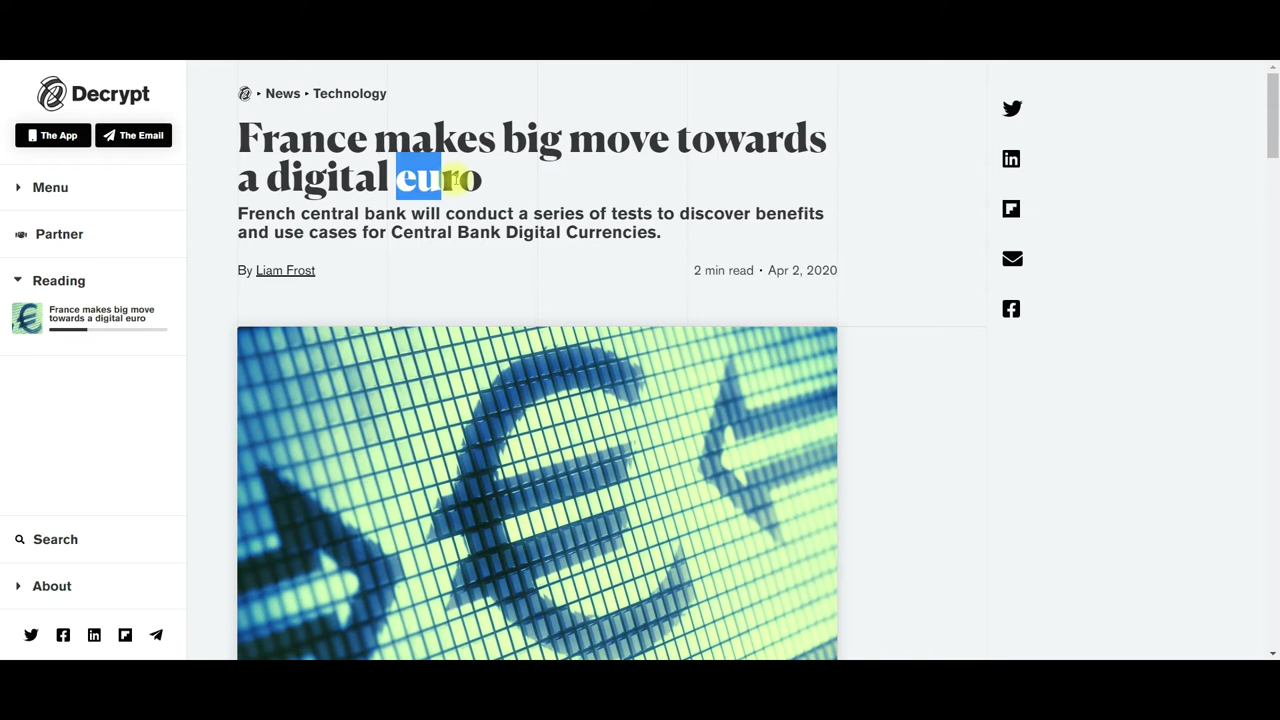 Decrypt
The App
The Email
Menu
Partner
Reading
France makes big move
towards a digital euro
Search
About
News ‣ Technology
France makes big move towards
a digital euro
French central bank will conduct a series of tests to discover benefits
and use cases for Central Bank Digital Currencies.
By Liam Frost
2 min read • Apr 2, 2020
€